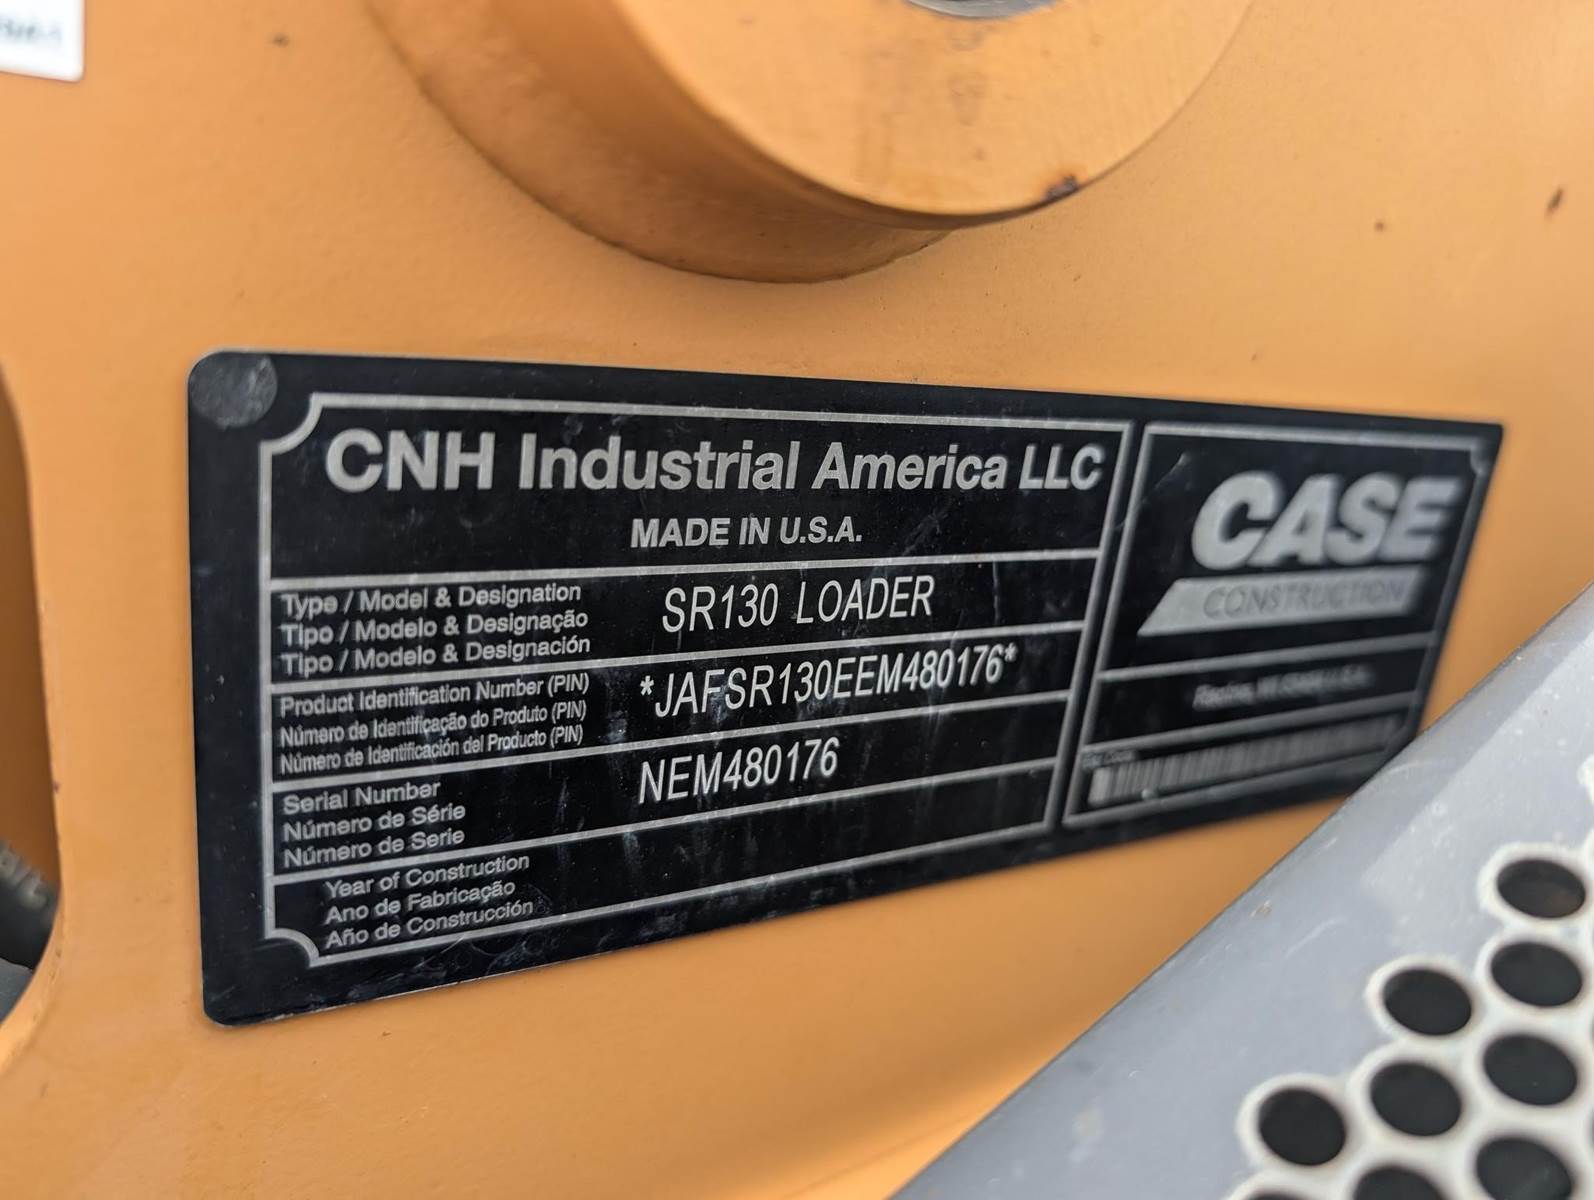 CNH Industrial America LLC
MADE IN U.S.A.
Type / Model & Designation
Tipo / Modelo & Designação
Tipo / Modelo & Designación
SR130 LOADER
Product Identification Number (PIN)
Número de Identificação do Produto (PIN)
Número de Identificación del Producto (PIN)
*JAFSR130EEM480176*
Serial Number
Número de Série
Número de Serie
NEM480176
Year of Construction
Ano de Fabricação
Año de Construcción
CASE
CONSTRUCTION
Racine, WI U.S.A.